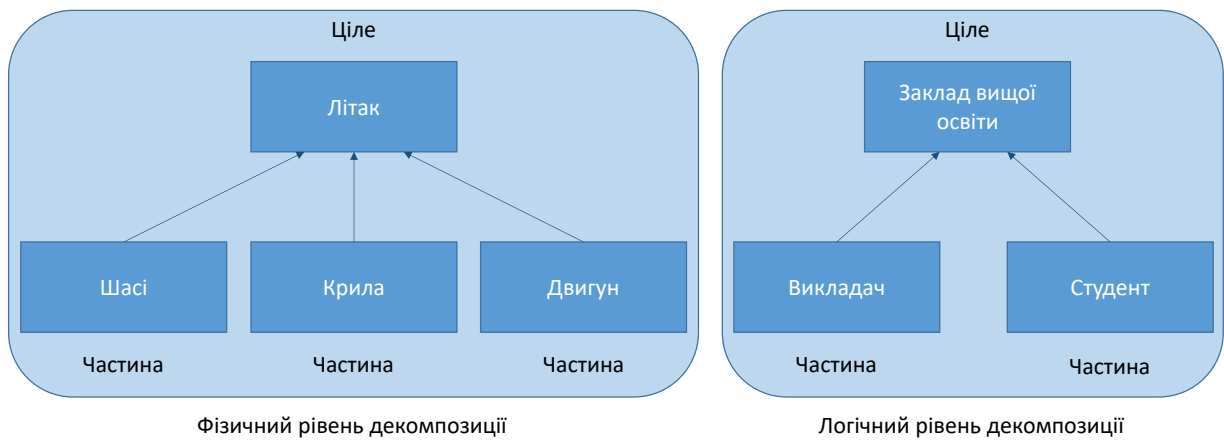 Ціле
Літак
Шасі
Крила
Двигун
Частина
Частина
Частина
Фізичний рівень декомпозиції
Ціле
Заклад вищої
освіти
Викладач
Студент
Частина
Частина
Логічний рівень декомпозиції